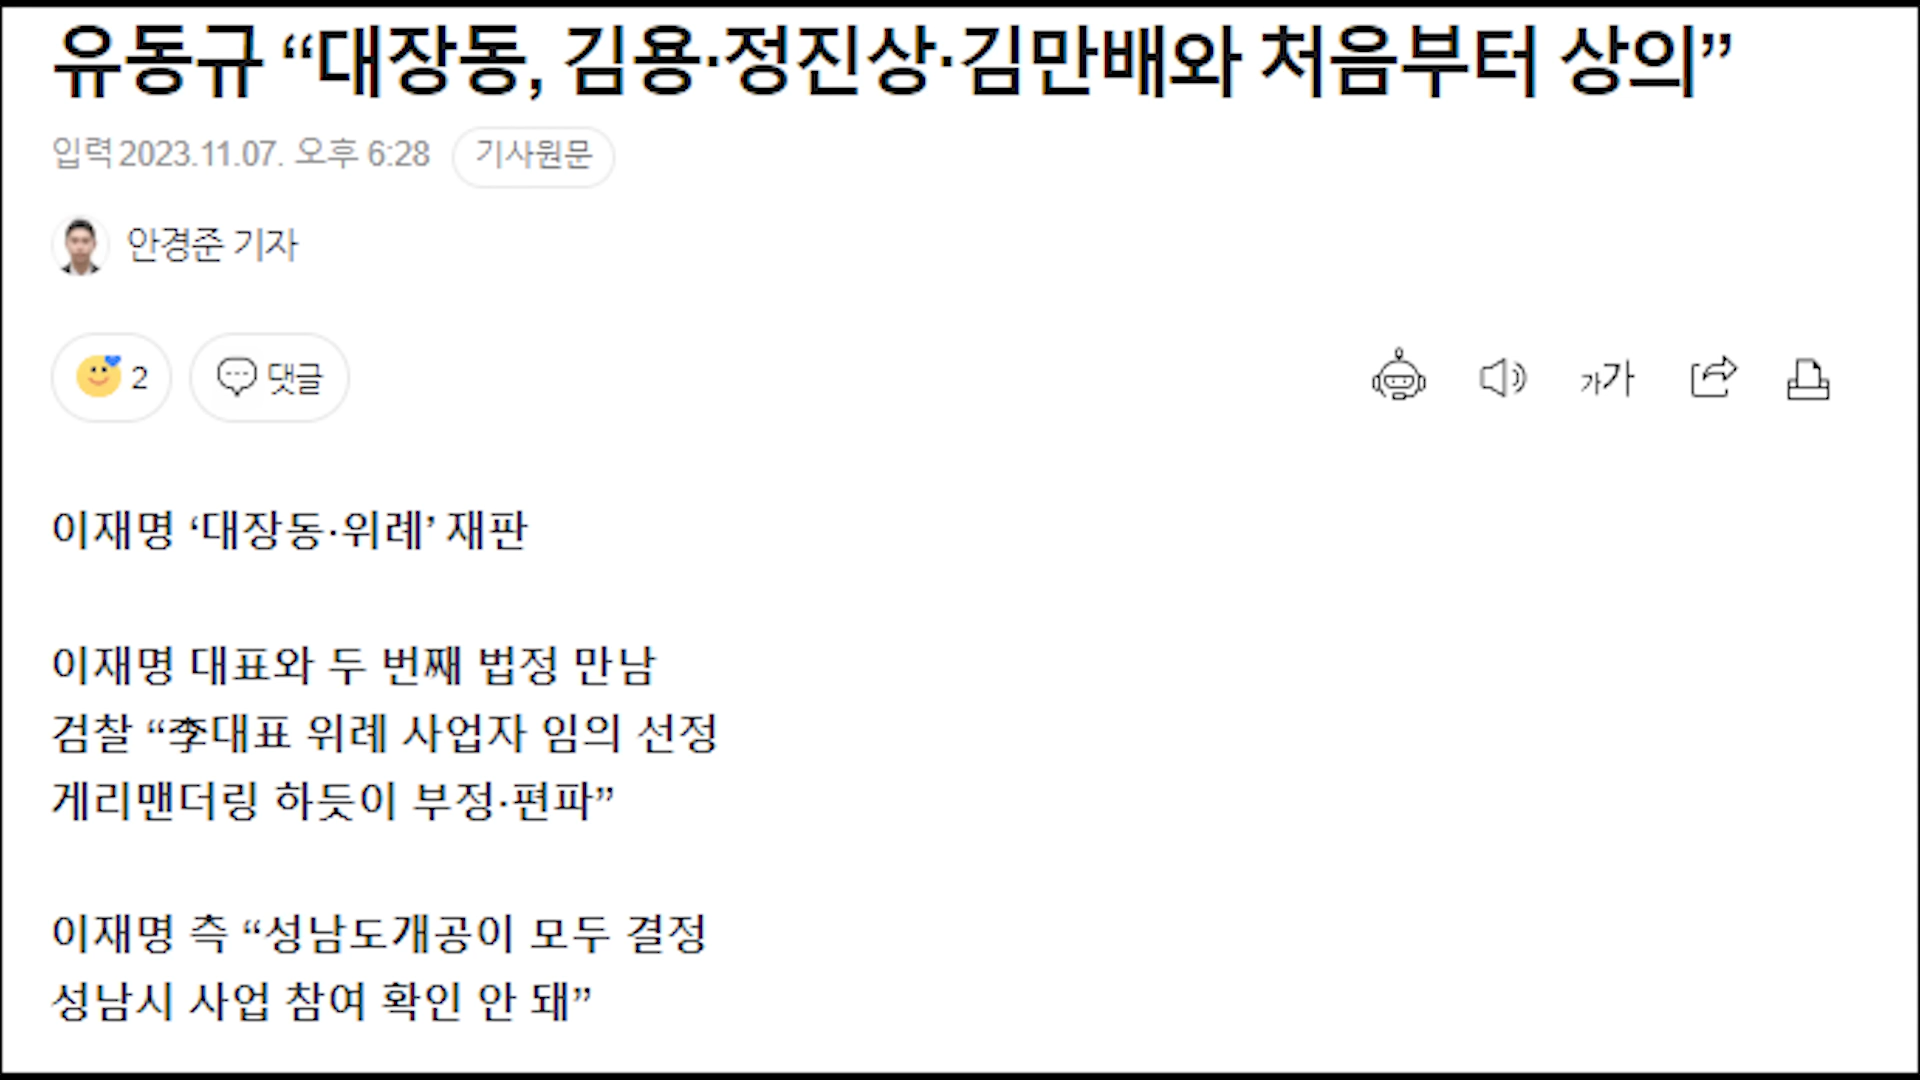 유동규 “대장동, 김용·정진상·김만배와 처음부터 상의”
입력 2023.11.07. 오후 6:28 기사원문
안경준 기자
2 댓글 가가
이재명 ‘대장동·위례’ 재판
이재명 대표와 두 번째 법정 만남
검찰 “李대표 위례 사업자 임의 선정
게리맨더링 하듯이 부정·편파”
이재명 측 “성남도개공이 모두 결정
성남시 사업 참여 확인 안 돼”